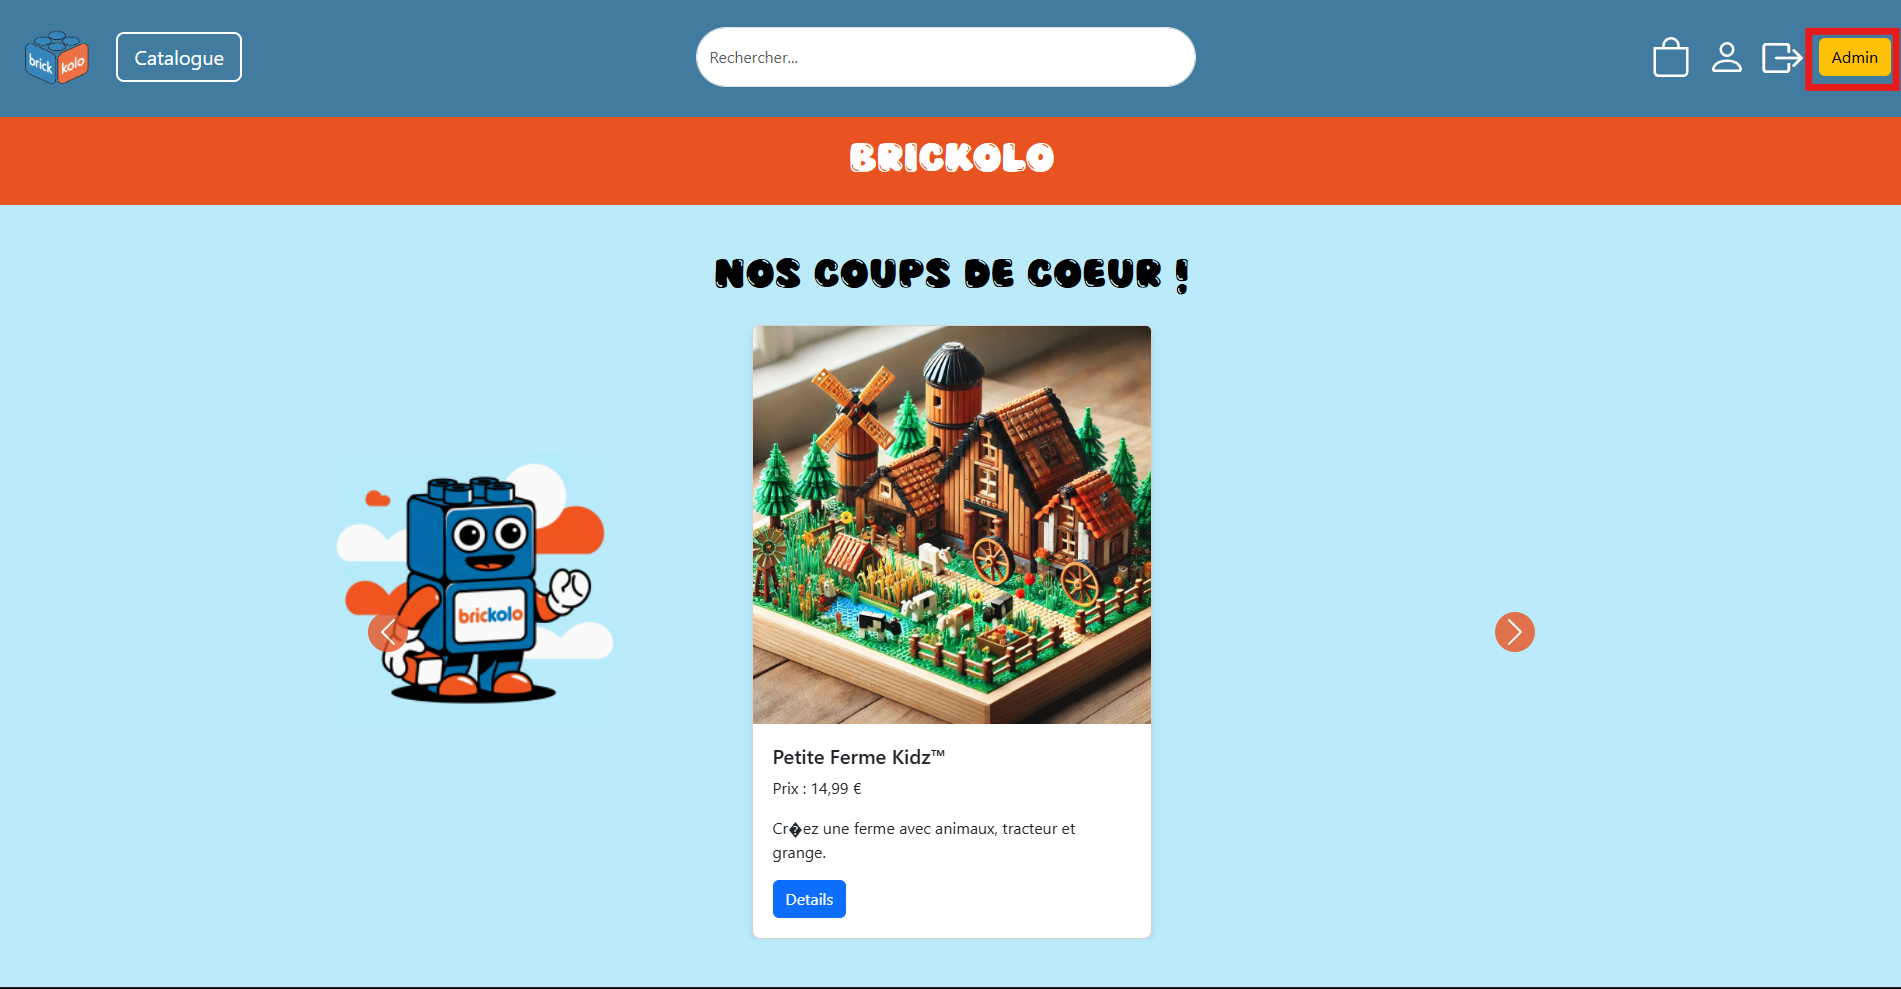 brick kolo
Catalogue
Rechercher...
Admin
BRICKOLO
NOS COUPS DE COEUR !
brickolo
Petite Ferme Kidz™
Prix : 14,99 €
Cr�ez une ferme avec animaux, tracteur et
grange.
Details